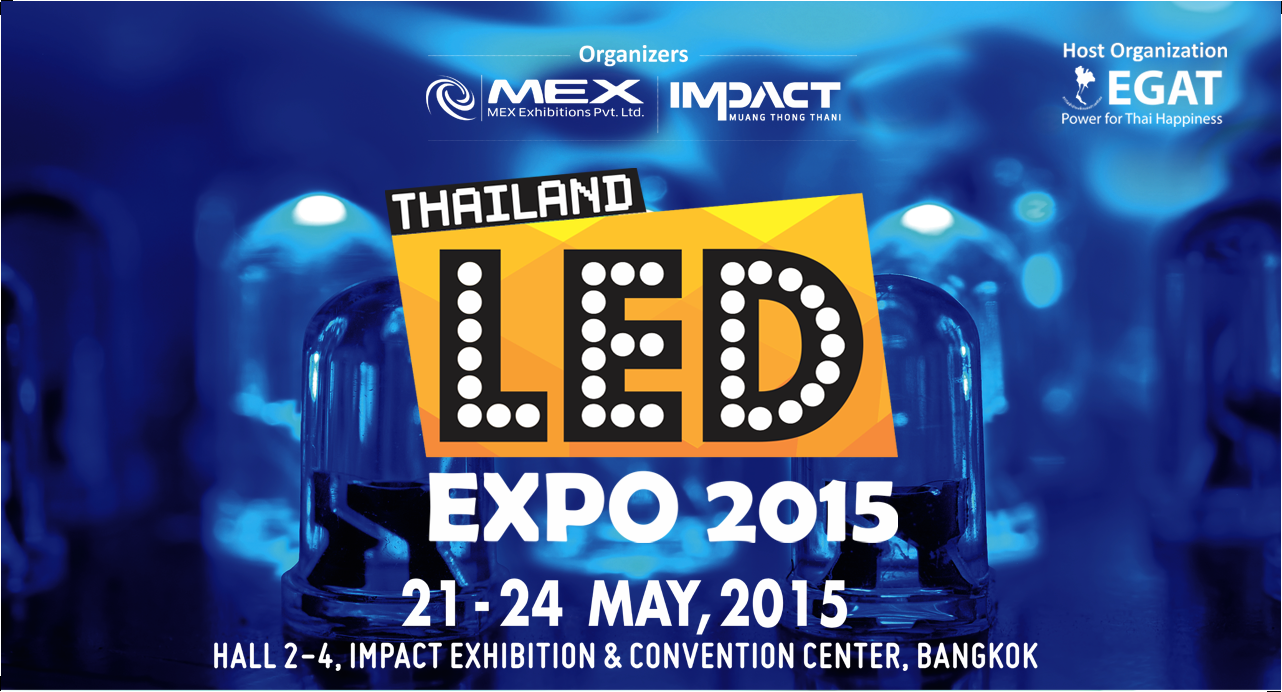 Organizers
MEX
MEX Exhibitions Pvt. Ltd.
IMPACT
MUANG THONG THANI
Host Organization
EGAT
Power for Thai Happiness
THAILAND
LED
EXPO 2015
21 - 24 MAY, 2015
HALL 2-4, IMPACT EXHIBITION & CONVENTION CENTER, BANGKOK